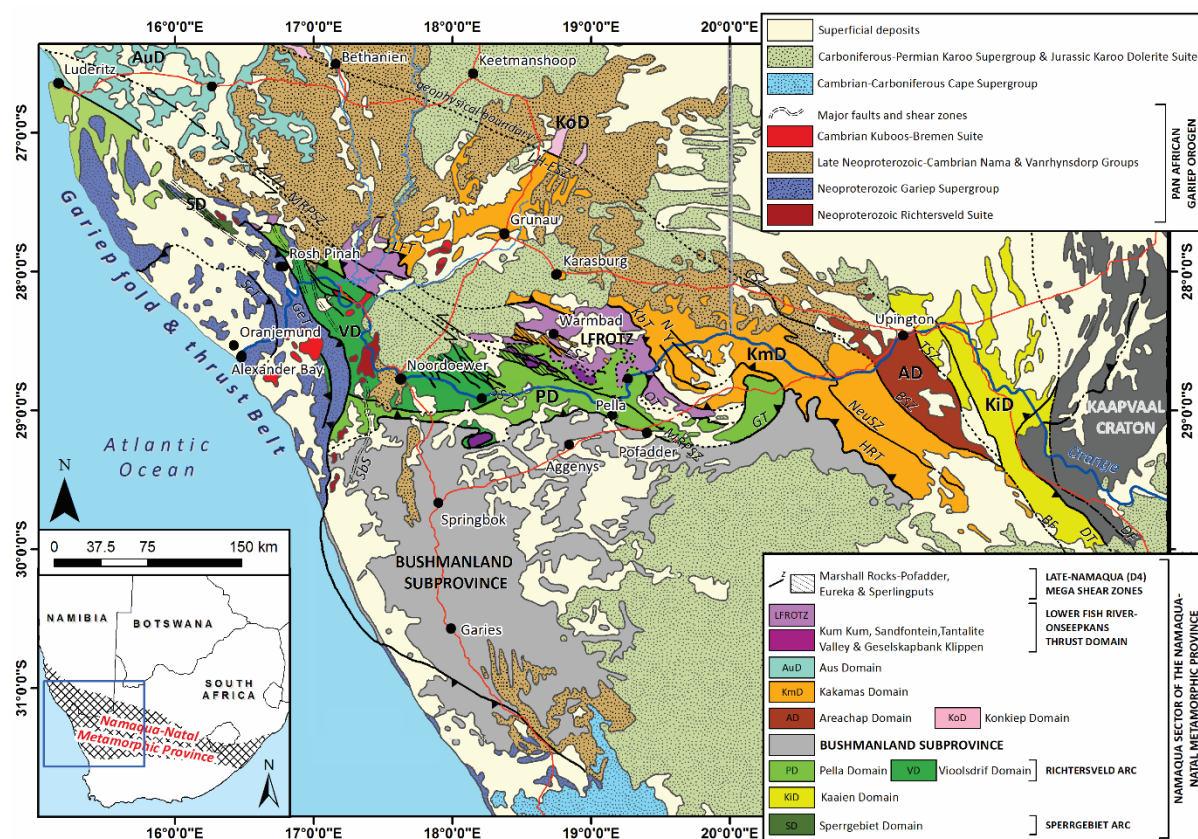 16°0'0"E
17°0'0"E
18°0'0"E
19°0'0"E
20°0'0"E
Luderitz
AuD
Bethanien
Keetmanshoop
geophysical boundary
KoD
27°0'0"S
SD
MRPSZ
Grunau
LFT
Rosh Pinah
Karasburg
28°0'0"S
28°0'0"S
GeT
Oranjemund
Alexander Bay
VD
Warmbad
LFROTZ
Noordoewer
KmD
Upington
TSZ
AD
BSZ
KiD
KAAPVAAL
CRATON
PD
Pella
GT
NeuSZ
HRT
Orange
29°0'0"S
29°0'0"S
Pofadder
MRPSZ
Aggenys
Gariep fold & thrust Belt
Atlantic
Ocean
N
Springbok
BF
DT
DF
0 37.5 75 150 km
30°0'0"S
BUSHMANLAND
SUBPROVINCE
Garies
31°0'0"S
16°0'0"E
17°0'0"E
18°0'0"E
19°0'0"E
20°0'0"E
NAMIBIA
BOTSWANA
SOUTH
AFRICA
Namaqua-Natal
Metamorphic Province
N
Superficial deposits
Carboniferous-Permian Karoo Supergroup & Jurassic Karoo Dolerite Suite
Cambrian-Carboniferous Cape Supergroup
Major faults and shear zones
Cambrian Kuboos-Bremen Suite
Late Neoproterozoic-Cambrian Nama & Vanrhynsdorp Groups
Neoproterozoic Gariep Supergroup
Neoproterozoic Richtersveld Suite
PAN AFRICAN
GARIEP OROGEN
Marshall Rocks-Pofadder,
Eureka & Sperlingputs
LATE-NAMAQUA (D4)
MEGA SHEAR ZONES
LFROTZ
Kum Kum, Sandfontein,Tantalite
Valley & Geselskapbank Klippen
LOWER FISH RIVER-
ONSEEPKANS
THRUST DOMAIN
AuD Aus Domain
KmD Kakamas Domain
AD Areachap Domain
KoD Konkiep Domain
BUSHMANLAND SUBPROVINCE
PD Pella Domain
VD Vioolsdrif Domain
RICHTERSVELD ARC
KiD Kaaien Domain
SD Sperrgebiet Domain
SPERRGEBIET ARC
NAMAQUA SECTOR OF THE NAMAQUA-
NATAL METAMORPHIC PROVINCE